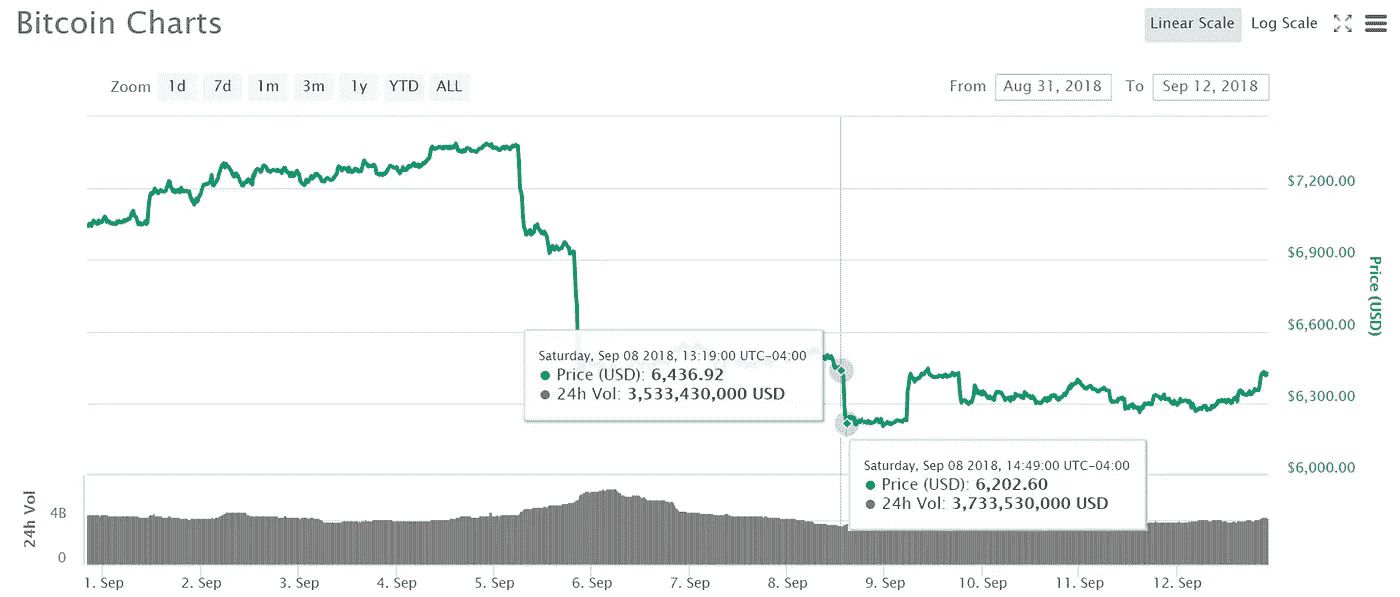 Bitcoin Charts
Linear Scale Log Scale
Zoom 1d 7d 1m 3m 1y YTD ALL
From Aug 31, 2018 To Sep 12, 2018
$7,200.00
$6,900.00
$6,600.00
$6,300.00
$6,000.00
Price (USD)
Saturday, Sep 08 2018, 13:19:00 UTC-04:00
Price (USD): 6,436.92
24h Vol: 3,533,430,000 USD
Saturday, Sep 08 2018, 14:49:00 UTC-04:00
Price (USD): 6,202.60
24h Vol: 3,733,530,000 USD
24h Vol
4B
0
1. Sep 2. Sep 3. Sep 4. Sep 5. Sep 6. Sep 7. Sep 8. Sep 9. Sep 10. Sep 11. Sep 12. Sep